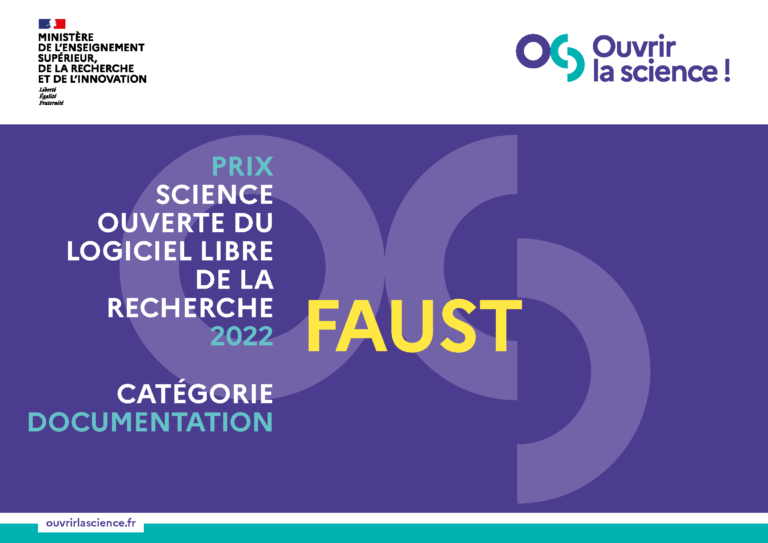 MINISTÈRE
DE L'ENSEIGNEMENT
SUPÉRIEUR,
DE LA RECHERCHE
ET DE L'INNOVATION
Liberté
Égalité
Fraternité
Ouvrir
la science !
PRIX
SCIENCE
OUVERTE DU
LOGICIEL LIBRE
DE LA
RECHERCHE
2022
FAUST
CATÉGORIE
DOCUMENTATION
ouvrirlascience.fr